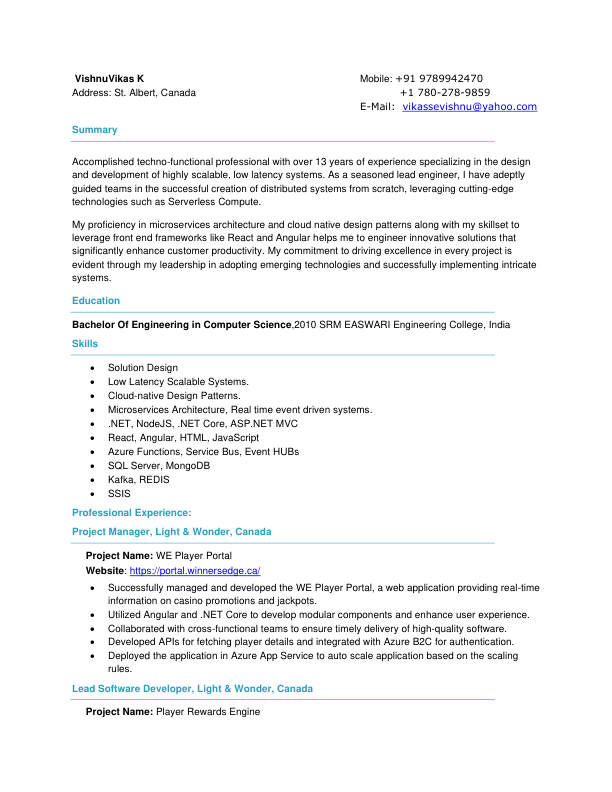 VishnuVikas K
Mobile: +91 9789942470
Address: St. Albert, Canada
+1 780-278-9859
E-Mail: vikassevishnu@yahoo.com
Summary
Accomplished techno-functional professional with over 13 years of experience specializing in the design
and development of highly scalable, low latency systems. As a seasoned lead engineer, I have adeptly
guided teams in the successful creation of distributed systems from scratch, leveraging cutting-edge
technologies such as Serverless Compute.
My proficiency in microservices architecture and cloud native design patterns along with my skillset to
leverage front end frameworks like React and Angular helps me to engineer innovative solutions that
significantly enhance customer productivity. My commitment to driving excellence in every project is
evident through my leadership in adopting emerging technologies and successfully implementing intricate
systems.
Education
Bachelor Of Engineering in Computer Science,2010 SRM EASWARI Engineering College, India
Skills
• Solution Design
• Low Latency Scalable Systems.
• Cloud-native Design Patterns.
• Microservices Architecture, Real time event driven systems.
• .NET, NodeJS, .NET Core, ASP.NET MVC
• React, Angular, HTML, JavaScript
• Azure Functions, Service Bus, Event HUBs
• SQL Server, MongoDB
• Kafka, REDIS
• SSIS
Professional Experience:
Project Manager, Light & Wonder, Canada
Project Name: WE Player Portal
Website: https://portal.winnersedge.ca/
• Successfully managed and developed the WE Player Portal, a web application providing real-time
information on casino promotions and jackpots.
• Utilized Angular and .NET Core to develop modular components and enhance user experience.
• Collaborated with cross-functional teams to ensure timely delivery of high-quality software.
• Developed APIs for fetching player details and integrated with Azure B2C for authentication.
• Deployed the application in Azure App Service to auto scale application based on the scaling
rules.
Lead Software Developer, Light & Wonder, Canada
Project Name: Player Rewards Engine